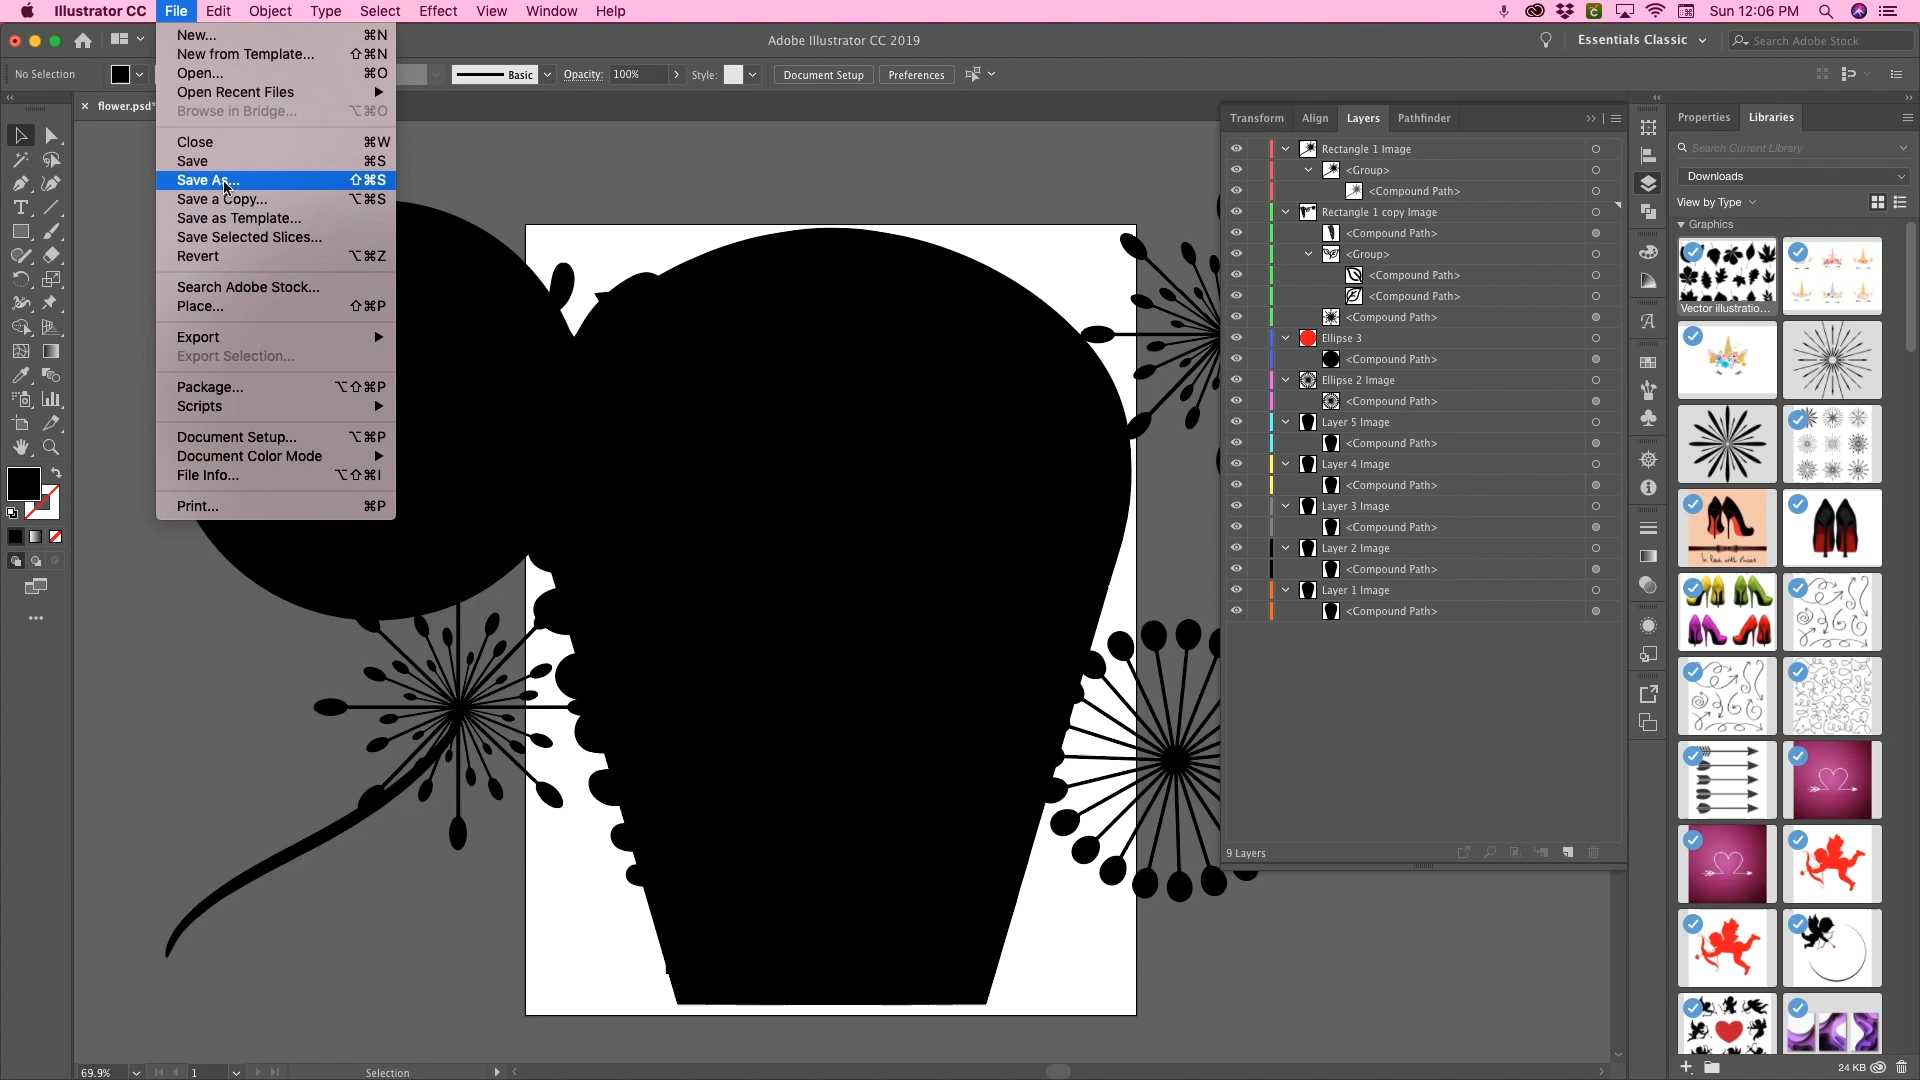 Illustrator CC File Edit Object Type Select Effect View Window Help Sun 12:06 PM
Adobe Illustrator CC 2019
Essentials Classic
Search Adobe Stock
No Selection
Basic
Opacity: 100%
Style:
Document Setup
Preferences
flower.psd*
New... ⌘N
New from Template... ⇧⌘N
Open... ⌘O
Open Recent Files
Browse in Bridge... ⌥⌘O
Close ⌘W
Save ⌘S
Save As... ⇧⌘S
Save a Copy... ⌥⌘S
Save as Template...
Save Selected Slices...
Revert ⌥⌘Z
Search Adobe Stock...
Place... ⇧⌘P
Export
Export Selection...
Package... ⌥⇧⌘P
Scripts
Document Setup... ⌥⌘P
Document Color Mode
File Info... ⌥⇧⌘I
Print... ⌘P
Transform Align Layers Pathfinder
Rectangle 1 Image
<Group>
<Compound Path>
Rectangle 1 copy Image
<Compound Path>
<Group>
<Compound Path>
<Compound Path>
<Compound Path>
Ellipse 3
<Compound Path>
Ellipse 2 Image
<Compound Path>
Layer 5 Image
<Compound Path>
Layer 4 Image
<Compound Path>
Layer 3 Image
<Compound Path>
Layer 2 Image
<Compound Path>
Layer 1 Image
<Compound Path>
9 Layers
Properties Libraries
Search Current Library
Downloads
View by Type
Graphics
Vector illustratio...
In love with shoes
24 KB
69.9%
1
Selection